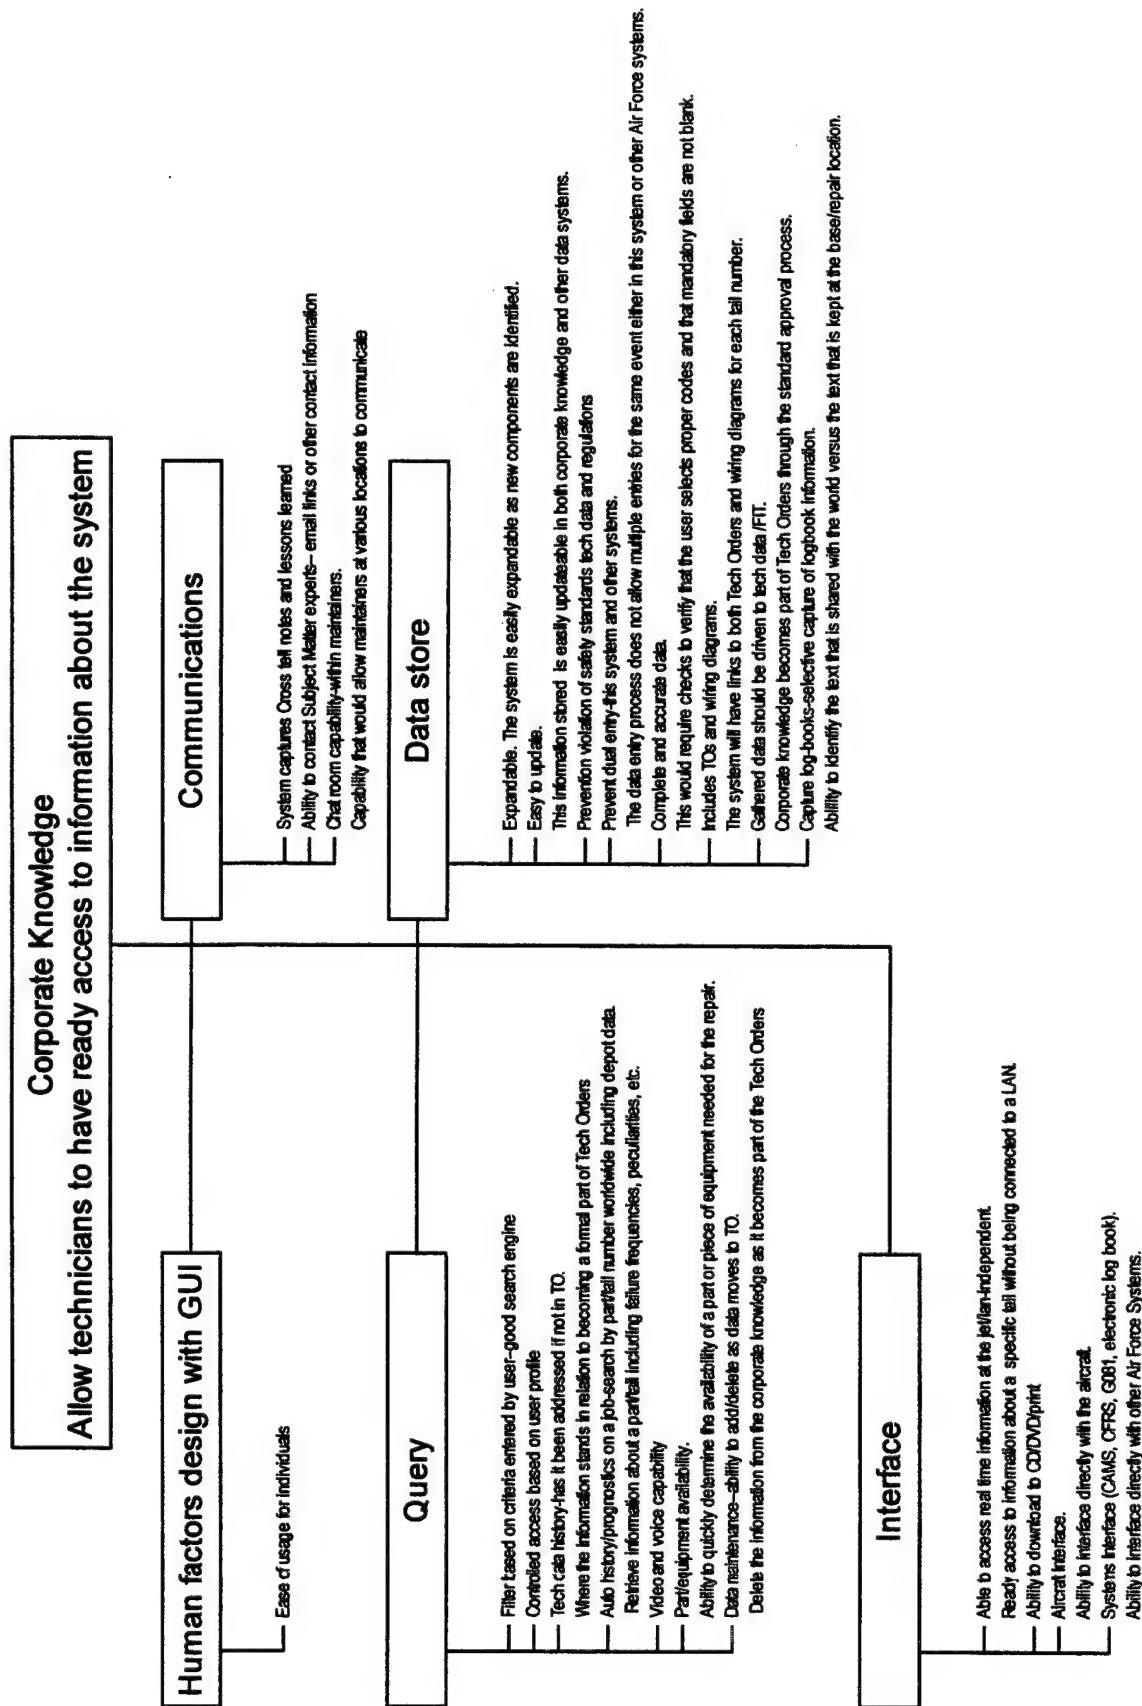 Corporate Knowledge
Allow technicians to have ready access to information about the system
Human factors design with GUI
Ease of usage for individuals
Communications
System captures Cross tell notes and lessons learned
Ability to contact Subject Matter experts–email links or other contact information
Chat room capability-within maintainers.
Capability that would allow maintainers at various locations to communicate
Query
Filter based on criteria entered by user–good search engine
Controlled access based on user profile
Tech data history-has it been addressed if not in TO.
Where the information stands in relation to becoming a formal part of Tech Orders
Auto history/prognostics on a job-search by part/tail number worldwide including depot data.
Retrieve information about a part/tail including failure frequencies, peculiarities, etc.
Video and voice capability
Part/equipment availability.
Ability to quickly determine the availability of a part or piece of equipment needed for the repair.
Data maintenance–ability to add/delete as data moves to TO.
Delete the information from the corporate knowledge as it becomes part of the Tech Orders
Data store
Expandable. The system is easily expandable as new components are identified.
Easy to update.
This information stored is easily updateable in both corporate knowledge and other data systems.
Prevention violation of safety standards tech data and regulations
Prevent dual entry-this system and other systems.
The data entry process does not allow multiple entries for the same event either in this system or other Air Force systems.
Complete and accurate data.
This would require checks to verify that the user selects proper codes and that mandatory fields are not blank.
Includes TOs and wiring diagrams.
The system will have links to both Tech Orders and wiring diagrams for each tail number.
Gathered data should be driven to tech data /FIT.
Corporate knowledge becomes part of Tech Orders through the standard approval process.
Capture log-books-selective capture of logbook information.
Ability to identify the text that is shared with the world versus the text that is kept at the base/repair location.
Interface
Able to access real time information at the jet/lan-independent.
Ready access to information about a specific tail without being connected to a LAN.
Ability to download to CD/DVD/print
Aircraft Interface.
Ability to interface directly with the aircraft.
Systems Interface (CAMS, CFRS, G081, electronic log book).
Ability to interface directly with other Air Force Systems.